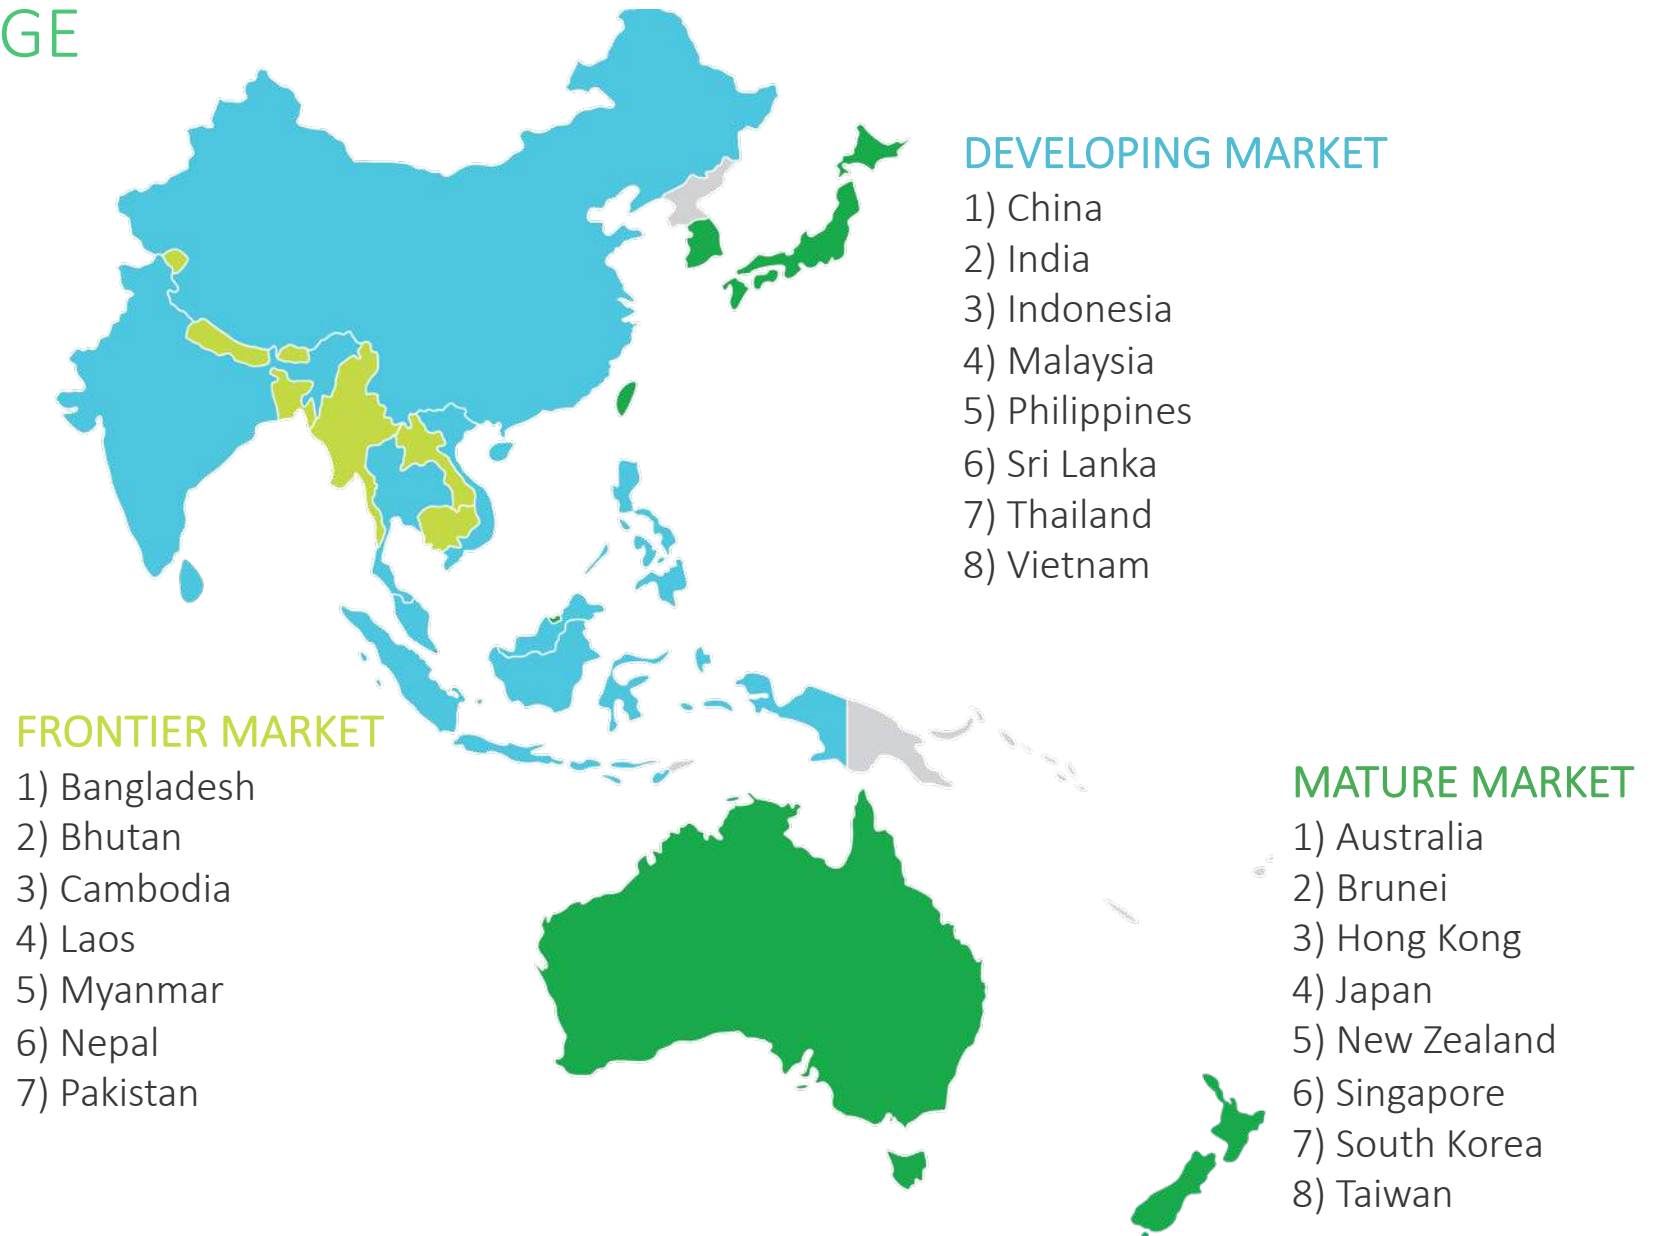 GE
DEVELOPING MARKET
1) China
2) India
3) Indonesia
4) Malaysia
5) Philippines
6) Sri Lanka
7) Thailand
8) Vietnam
FRONTIER MARKET
1) Bangladesh
2) Bhutan
3) Cambodia
4) Laos
5) Myanmar
6) Nepal
7) Pakistan
MATURE MARKET
1) Australia
2) Brunei
3) Hong Kong
4) Japan
5) New Zealand
6) Singapore
7) South Korea
8) Taiwan